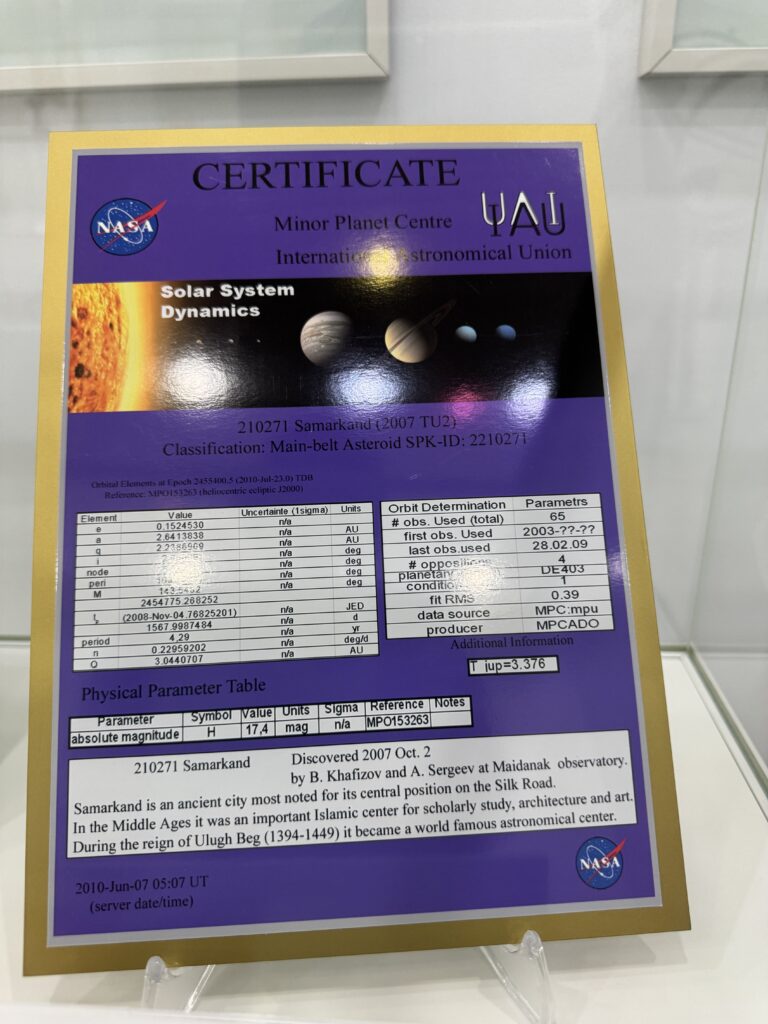 CERTIFICATE
NASA
Minor Planet Centre
IAU
International Astronomical Union
Solar System
Dynamics
210271 Samarkand (2007 TU2)
Classification: Main-belt Asteroid SPK-ID: 2210271
Orbital Elements at Epoch 2455400.5 (2010-Jul-23.0) TDB
Reference: MPO153263 (heliocentric ecliptic J2000)
Element Value Uncertainte (1sigma) Units
e 0.1524530 n/a
a 2.6413838 n/a AU
q 2.2386969 n/a AU
n/a deg
node n/a deg
peri n/a deg
M n/a deg
2454775.268252
tp (2008-Nov-04.76825201) n/a JED
1567.9987484 d
period 4,29 n/a yr
n 0.22959202 n/a deg/d
Q 3.0440707 n/a AU
Orbit Determination Parametrs
# obs. Used (total) 65
first obs. Used 2003-??-??
last obs.used 28.02.09
# oppositions 4
planetary DE403
1
fit RMS 0.39
data source MPC:mpu
producer MPCADO
Additional Information
T_jup=3.376
Physical Parameter Table
Parameter Symbol Value Units Sigma Reference Notes
absolute magnitude H 17,4 mag n/a MPO153263
210271 Samarkand Discovered 2007 Oct. 2
by B. Khafizov and A. Sergeev at Maidanak observatory.
Samarkand is an ancient city most noted for its central position on the Silk Road.
In the Middle Ages it was an important Islamic center for scholarly study, architecture and art.
During the reign of Ulugh Beg (1394-1449) it became a world famous astronomical center.
NASA
2010-Jun-07 05:07 UT
(server date/time)